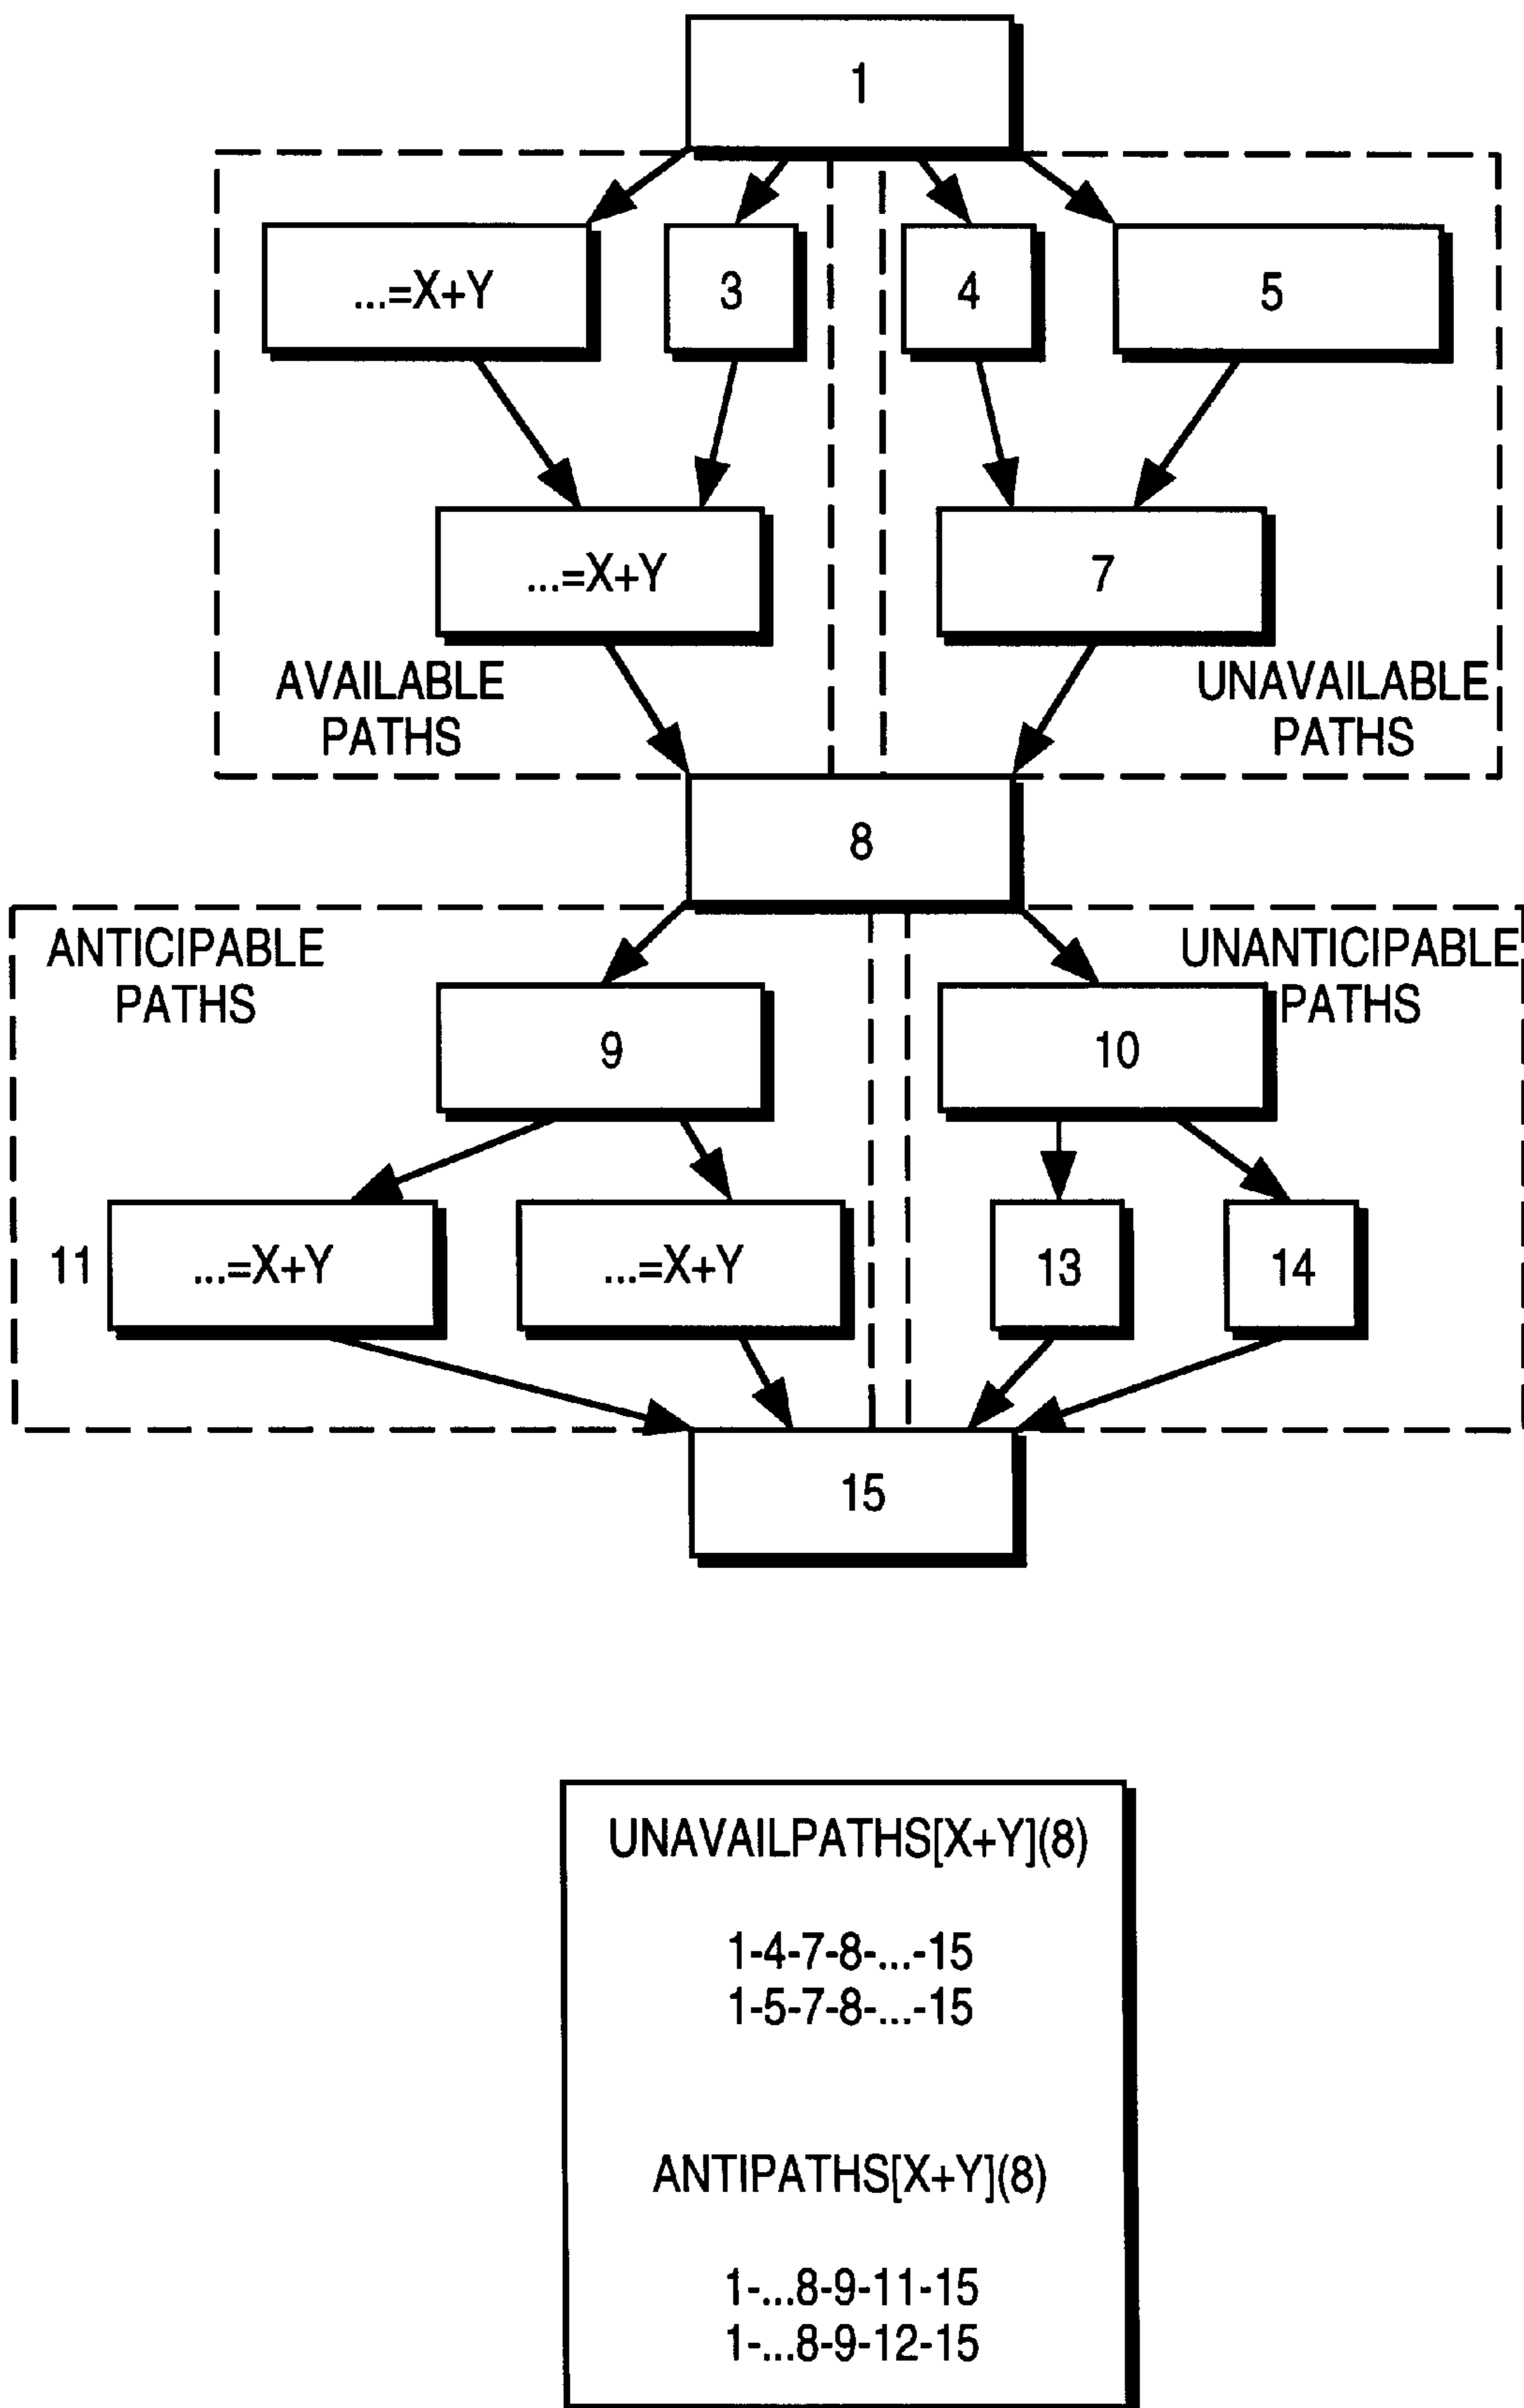 1
...=X+Y
3
4
5
...=X+Y
7
AVAILABLE
PATHS
UNAVAILABLE
PATHS
8
ANTICIPABLE
PATHS
UNANTICIPABLE
PATHS
9
10
11
...=X+Y
...=X+Y
13
14
15
UNAVAILPATHS[X+Y](8)
1-4-7-8-...-15
1-5-7-8-...-15
ANTIPATHS[X+Y](8)
1-...8-9-11-15
1-...8-9-12-15